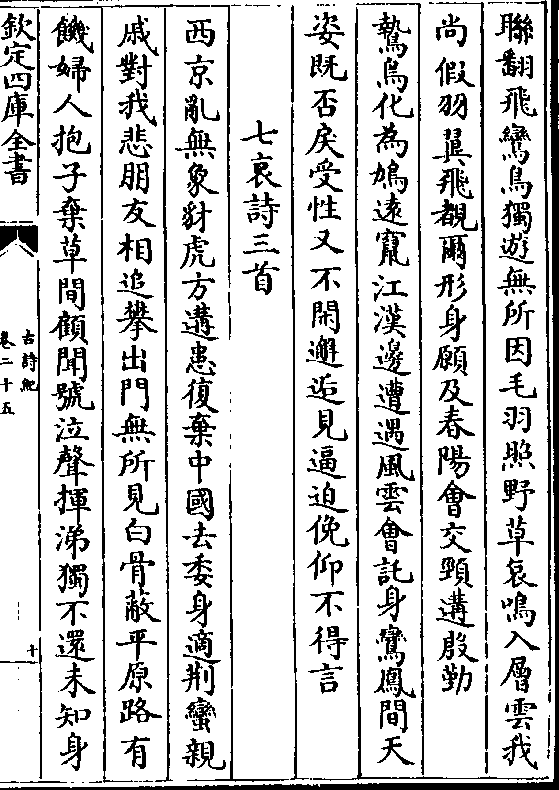 聯翻飛鸞鳥獨遊無所因毛羽照野草哀鳴入層雲我
尚假羽翼飛覩爾形身願及春陽會交頸遘殷勤
鷙鳥化為鳩遠竄江漢邊遭遇風雲會託身鸞鳳間天
姿既否戾受性又不閑邂逅見逼迫俛仰不得言
七哀詩三首
西京亂無象豺虎方遘患復棄中國去委身適荆蠻親
戚對我悲朋友相追攀出門無所見白骨蔽平原路有
饑婦人抱子棄草間顧聞號泣聲揮涕獨不還未知身
欽定四庫全書
古詩紀
卷二十五
十